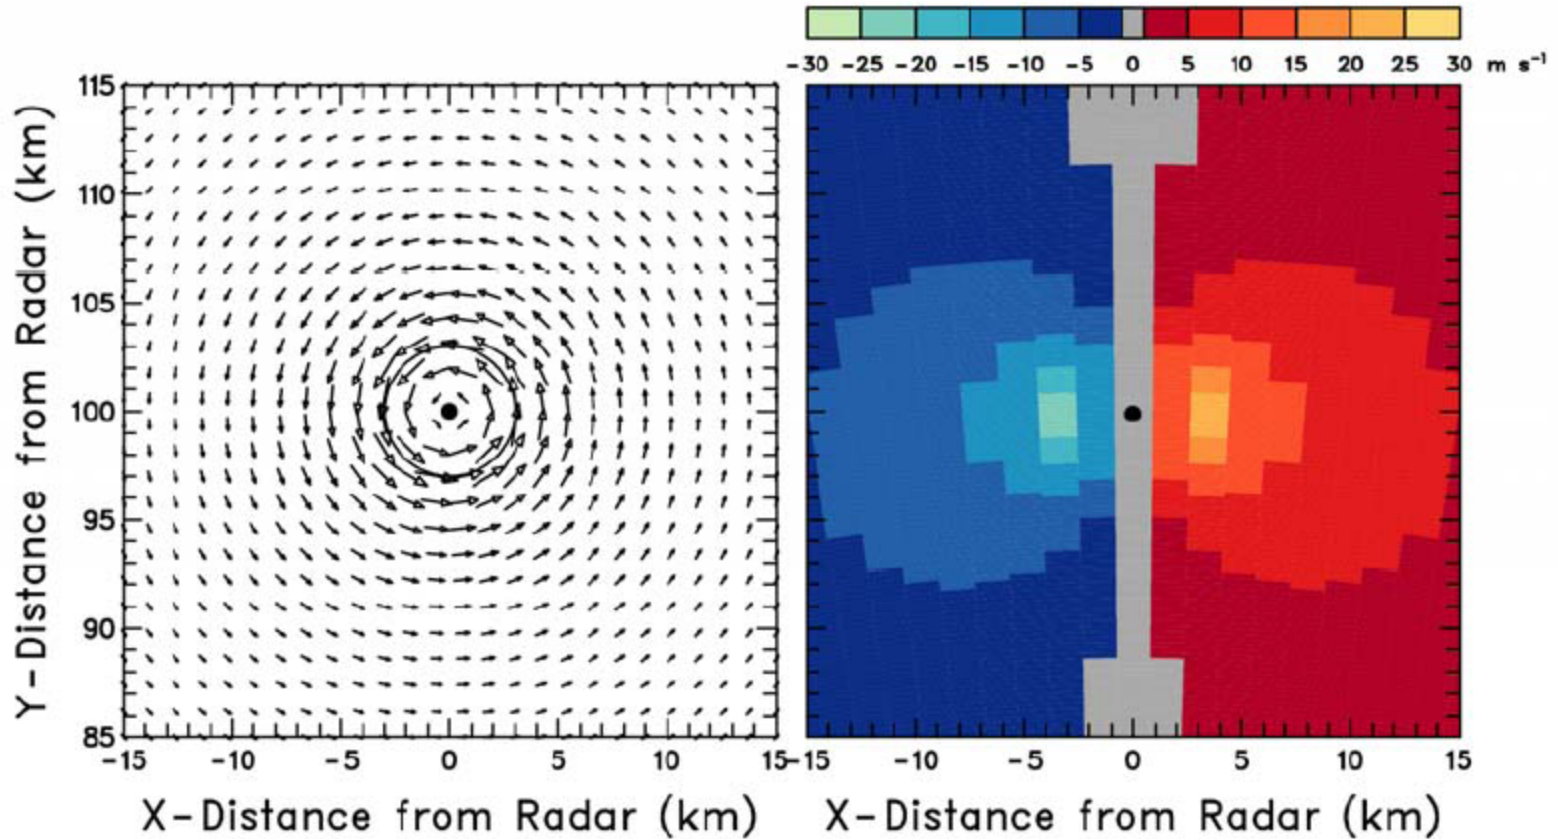 -30 -25 -20 -15 -10 -5 0 5 10 15 20 25 30 m s⁻¹
Y-Distance from Radar (km)
115
110
105
100
95
90
85
-15 -10 -5 0 5 10 15
-15 -10 -5 0 5 10 15
X-Distance from Radar (km)
X-Distance from Radar (km)